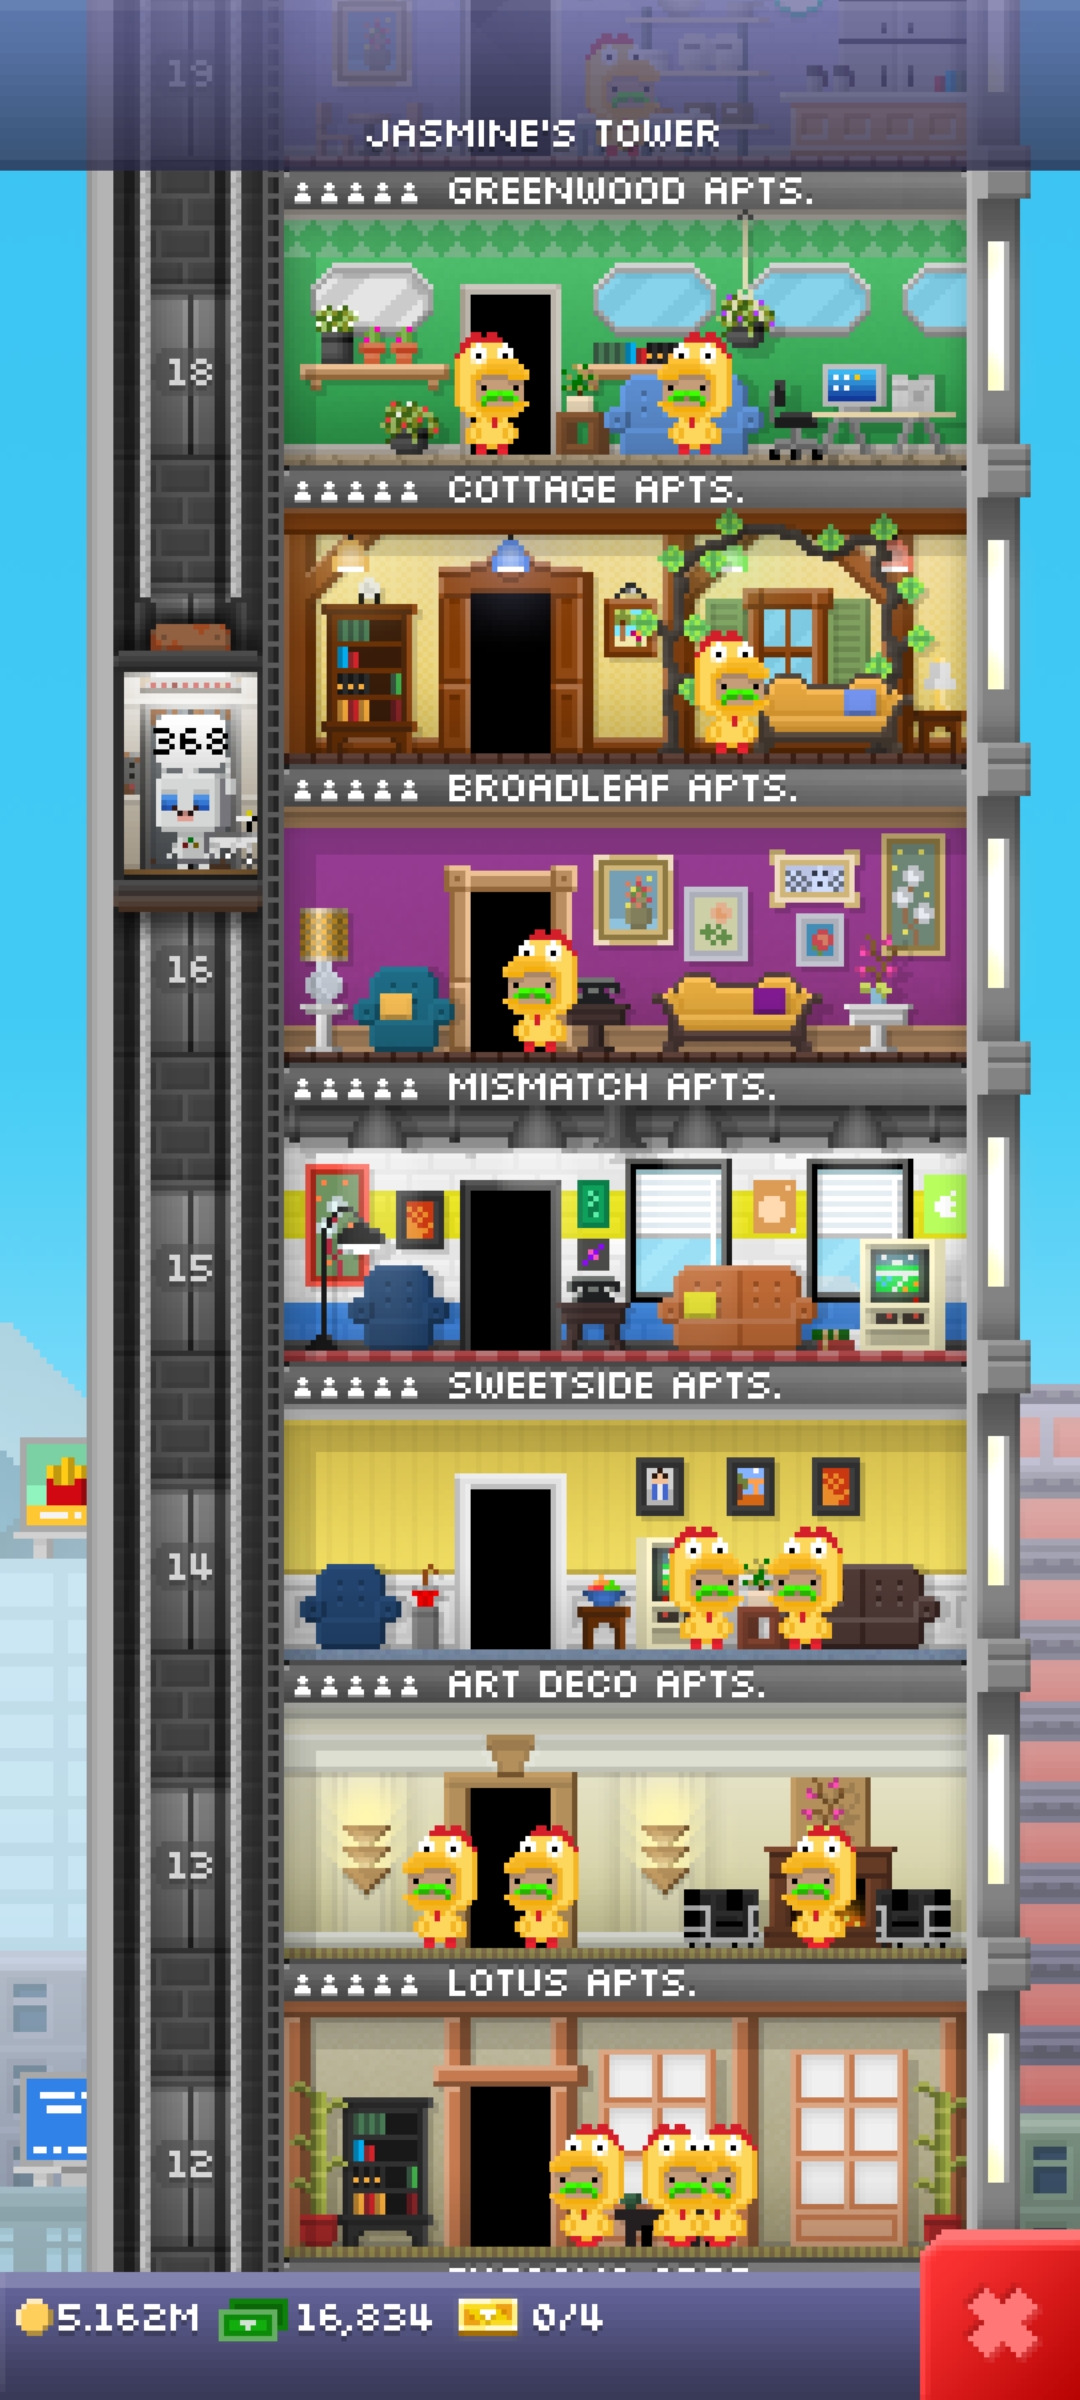 19
JASMINE'S TOWER
GREENWOOD APTS.
18
COTTAGE APTS.
368
BROADLEAF APTS.
16
MISMATCH APTS.
15
SWEETSIDE APTS.
14
ART DECO APTS.
13
LOTUS APTS.
12
5.162M 16,834 0/4